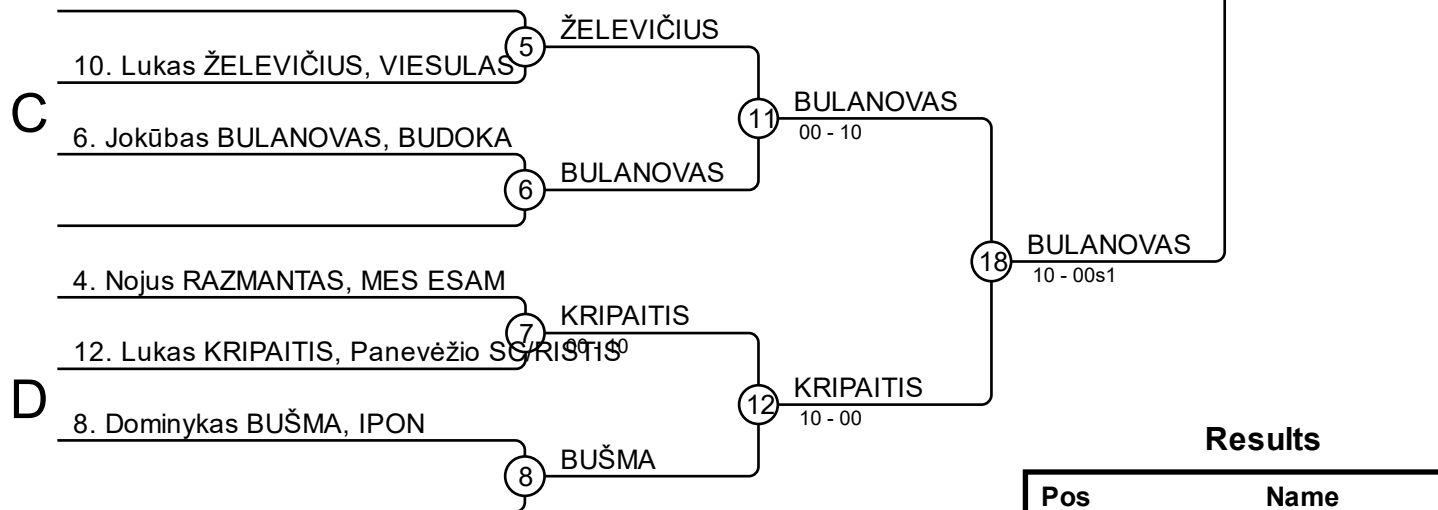 ŽELEVIČIUS
5
10. Lukas ŽELEVIČIUS, VIESULAS
C
BULANOVAS
11
00 - 10
6. Jokūbas BULANOVAS, BUDOKA
BULANOVAS
6
BULANOVAS
18
10 - 00s1
4. Nojus RAZMANTAS, MES ESAM
KRIPAITIS
7
00 - 10
12. Lukas KRIPAITIS, Panevėžio SC/RISTIS
D
KRIPAITIS
12
10 - 00
8. Dominykas BUŠMA, IPON
BUŠMA
8
Results
Pos Name